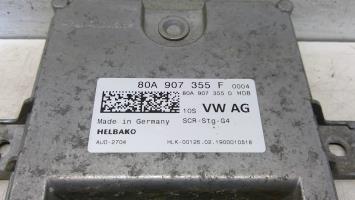 80A 907 355 F 0004
80A 907 355 G HDB
10S VW AG
Made in Germany SCR-Stg-G4
HELBAKO
AUD-2704 HLK-00126.02.1900010518